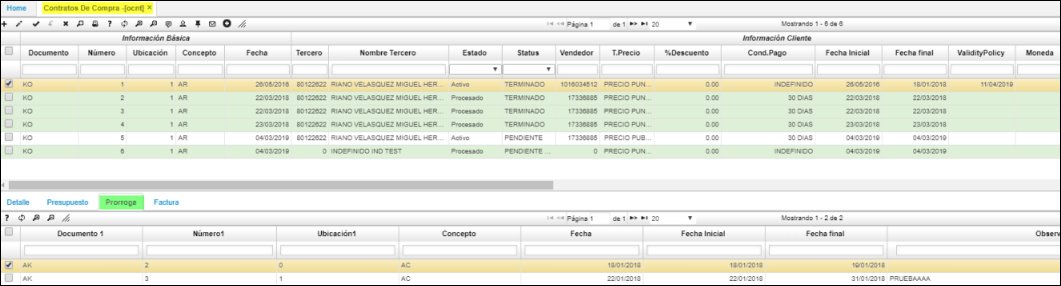 Home Contratos De Compra -[ocnt] ×
Página 1 de 1 20 Mostrando 1 - 6 de 6
Información Básica Información Cliente
Documento Número Ubicación Concepto Fecha Tercero Nombre Tercero Estado Status Vendedor T.Precio %Descuento Cond.Pago Fecha Inicial Fecha final ValidityPolicy Moneda
KO 1 1 AR 26/05/2016 80122622 RIANO VELASQUEZ MIGUEL HER... Activo TERMINADO 1016034512 PRECIO PUN... 0.00 INDEFINIDO 26/05/2016 18/01/2018 11/04/2019
KO 2 1 AR 22/03/2018 80122622 RIANO VELASQUEZ MIGUEL HER... Procesado TERMINADO 17336885 PRECIO PUN... 0.00 30 DIAS 22/03/2018 22/03/2018
KO 3 1 AR 22/03/2018 80122622 RIANO VELASQUEZ MIGUEL HER... Procesado TERMINADO 17336885 PRECIO PUN... 0.00 30 DIAS 22/03/2018 22/03/2018
KO 4 1 AR 23/03/2018 80122622 RIANO VELASQUEZ MIGUEL HER... Procesado TERMINADO 17336885 PRECIO PUN... 0.00 30 DIAS 23/03/2018 23/03/2018
KO 5 1 AR 04/03/2019 80122622 RIANO VELASQUEZ MIGUEL HER... Activo PENDIENTE 17336885 PRECIO PUB... 0.00 30 DIAS 04/03/2019 04/03/2019
KO 6 1 AR 04/03/2019 0 INDEFINIDO IND TEST Procesado PENDIENTE ... 0 PRECIO PUN... 0.00 INDEFINIDO 04/03/2019 04/03/2019
Detalle Presupuesto Prorroga Factura
Página 1 de 1 20 Mostrando 1 - 2 de 2
Documento 1 Número1 Ubicación1 Concepto Fecha Fecha Inicial Fecha final Observ
AK 2 0 AC 18/01/2018 18/01/2018 19/01/2018
AK 3 1 AC 22/01/2018 22/01/2018 31/01/2018 PRUEBAAAA